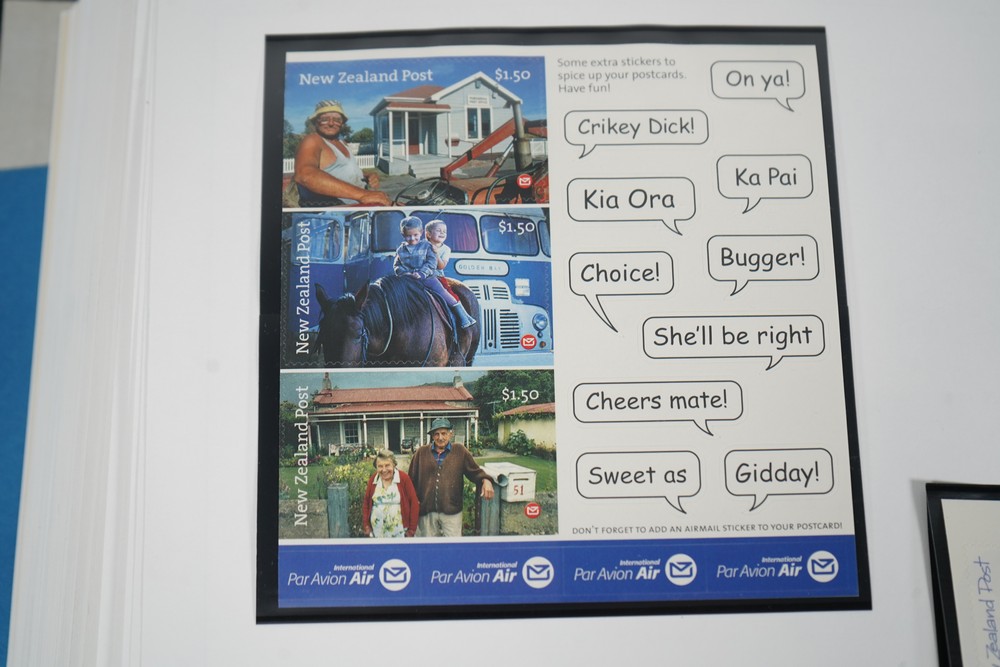 New Zealand Post
$1.50
New Zealand Post
$1.50
New Zealand Post
$1.50
51
Some extra stickers to
spice up your postcards.
Have fun!
On ya!
Crikey Dick!
Ka Pai
Kia Ora
Bugger!
Choice!
She'll be right
Cheers mate!
Sweet as
Gidday!
DON'T FORGET TO ADD AN AIRMAIL STICKER TO YOUR POSTCARD!
International
Par Avion Air
International
Par Avion Air
International
Par Avion Air
International
Par Avion Air
Zealand Post